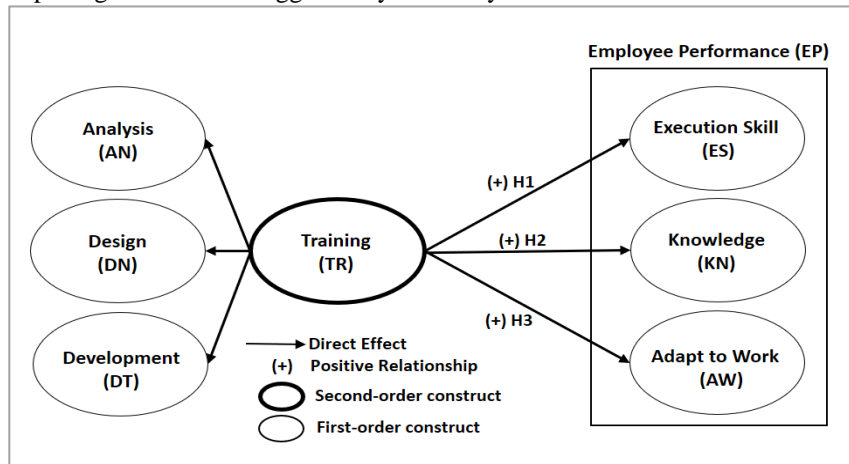 Employee Performance (EP)
Analysis
(AN)
Execution Skill
(ES)
(+) H1
Design
(DN)
Training
(TR)
(+) H2
Knowledge
(KN)
(+) H3
Development
(DT)
Adapt to Work
(AW)
Direct Effect
(+) Positive Relationship
Second-order construct
First-order construct